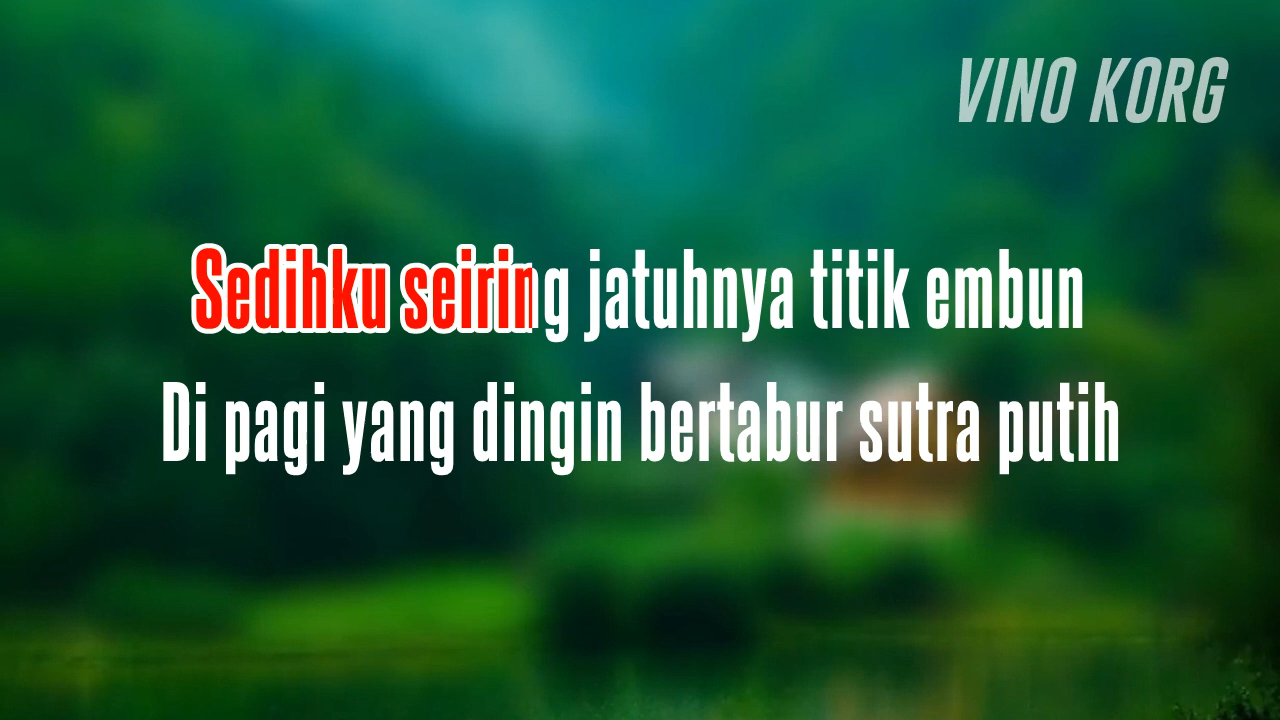 VINO KORG
Sedihku seiring jatuhnya titik embun
Di pagi yang dingin bertabur sutra putih